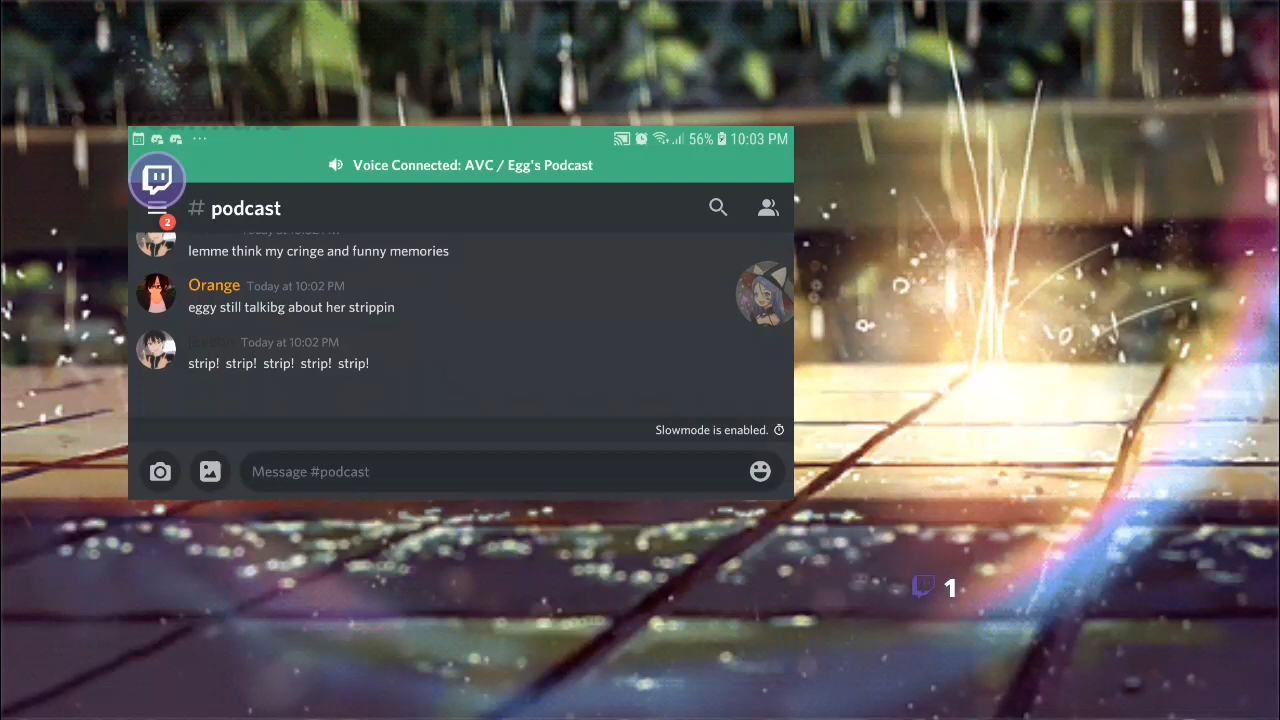 56% 10:03 PM
Voice Connected: AVC / Egg's Podcast
# podcast
2
lemme think my cringe and funny memories
Orange Today at 10:02 PM
eggy still talkibg about her strippin
Today at 10:02 PM
strip! strip! strip! strip! strip!
Slowmode is enabled.
Message #podcast
1